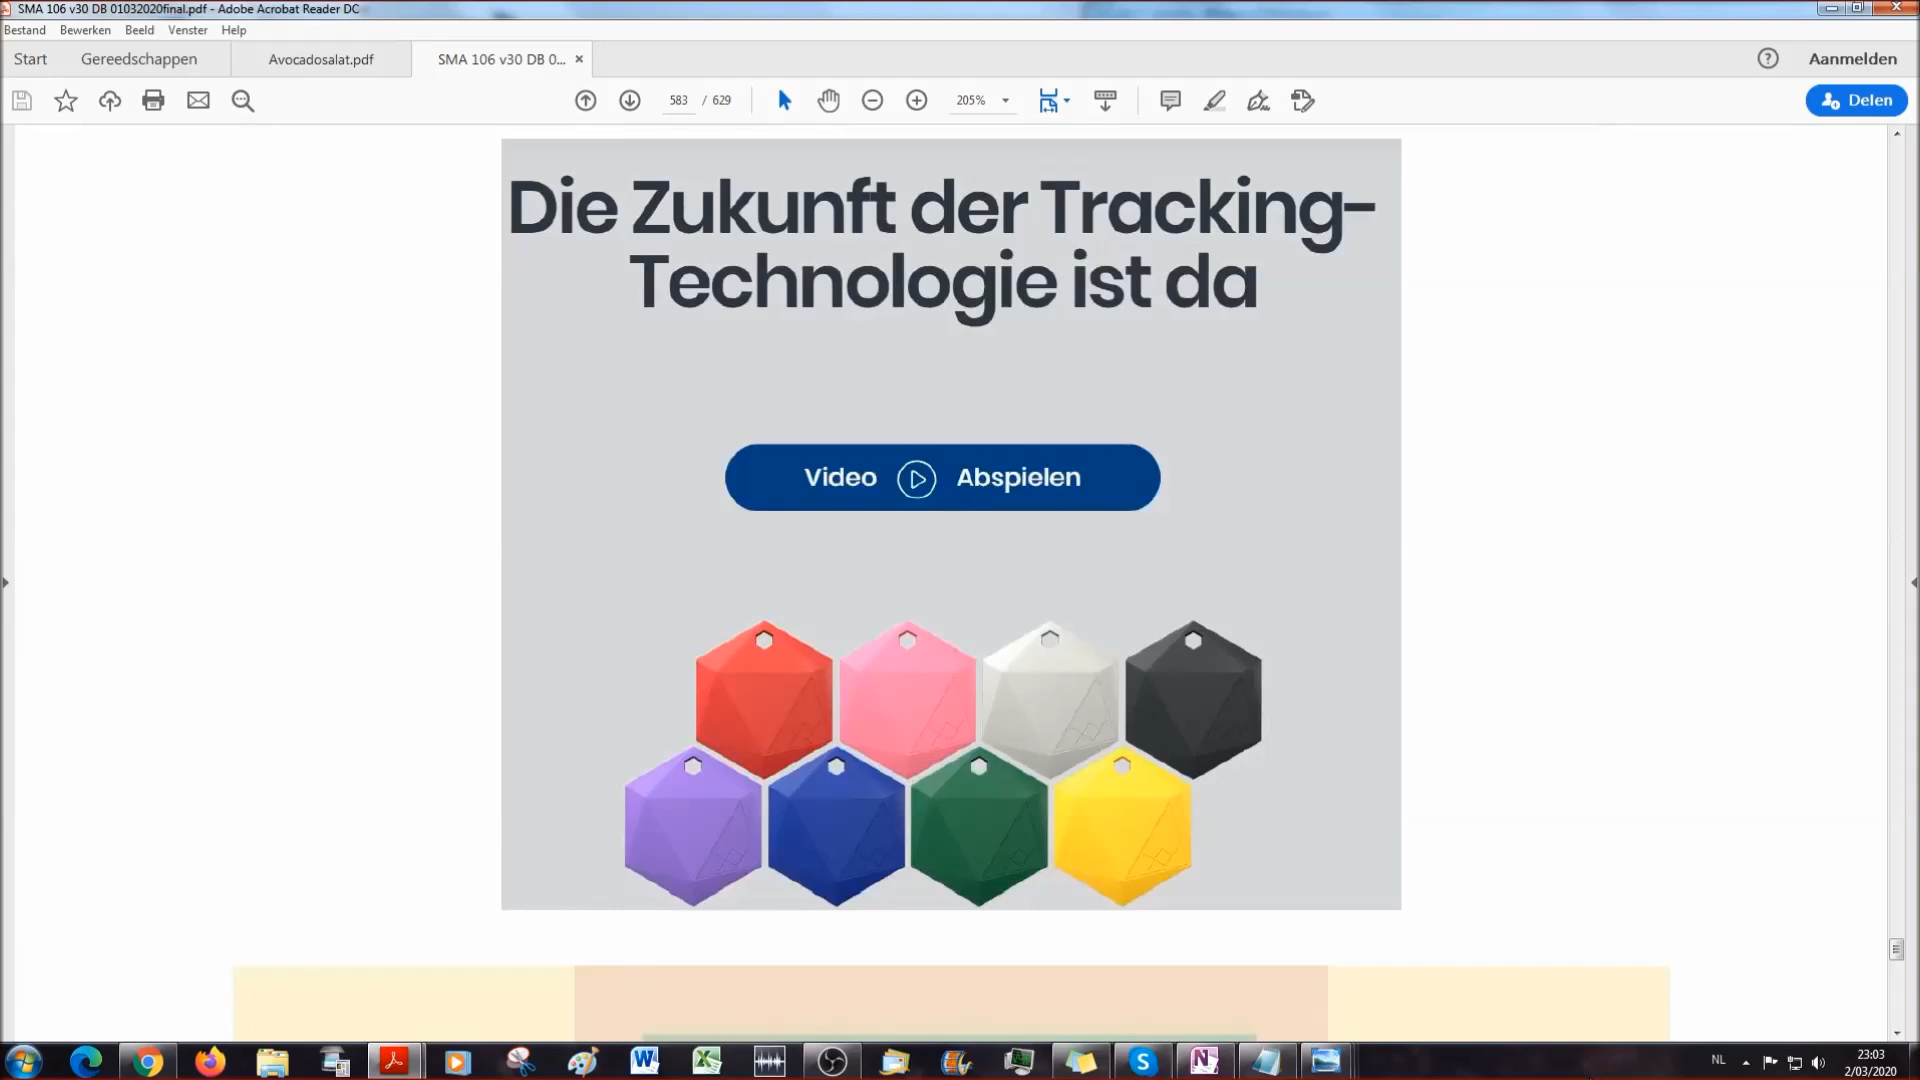 SMA 106 v30 DB 01032020final.pdf - Adobe Acrobat Reader DC
Bestand Bewerken Beeld Venster Help
Start Gereedschappen Avocadosalat.pdf SMA 106 v30 DB 0... Aanmelden
583 / 629 205% Delen
Die Zukunft der Tracking-
Technologie ist da
Video Abspielen
NL 23:03
2/03/2020